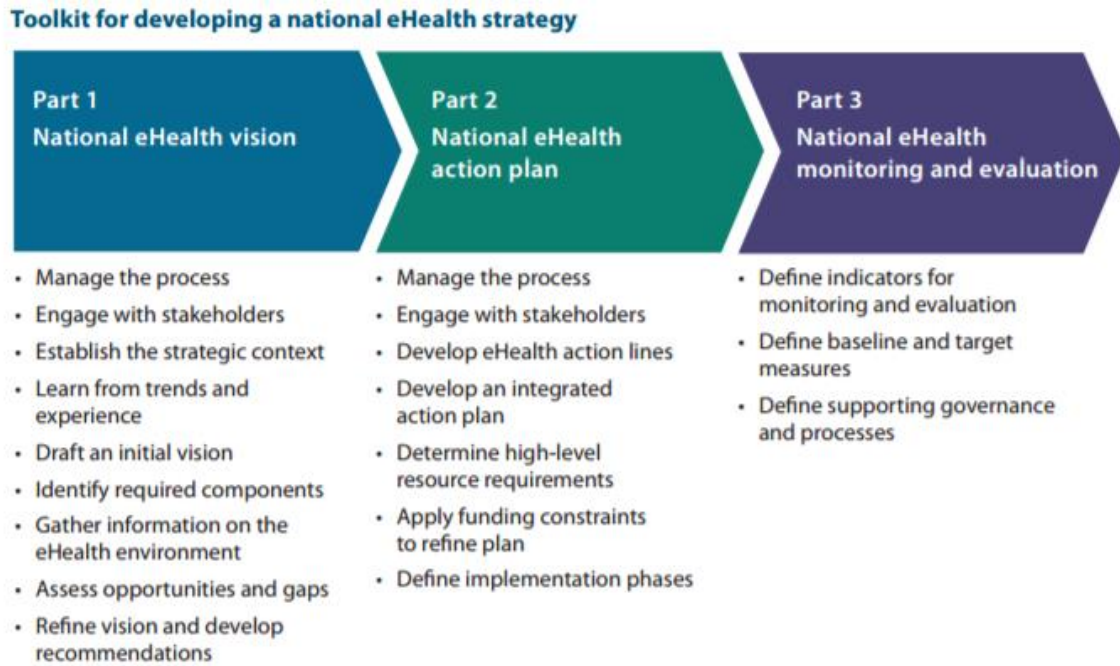 Toolkit for developing a national eHealth strategy
Part 1
National eHealth vision
• Manage the process
• Engage with stakeholders
• Establish the strategic context
• Learn from trends and
experience
• Draft an initial vision
• Identify required components
• Gather information on the
eHealth environment
• Assess opportunities and gaps
• Refine vision and develop
recommendations
Part 2
National eHealth
action plan
• Manage the process
• Engage with stakeholders
• Develop eHealth action lines
• Develop an integrated
action plan
• Determine high-level
resource requirements
• Apply funding constraints
to refine plan
• Define implementation phases
Part 3
National eHealth
monitoring and evaluation
• Define indicators for
monitoring and evaluation
• Define baseline and target
measures
• Define supporting governance
and processes